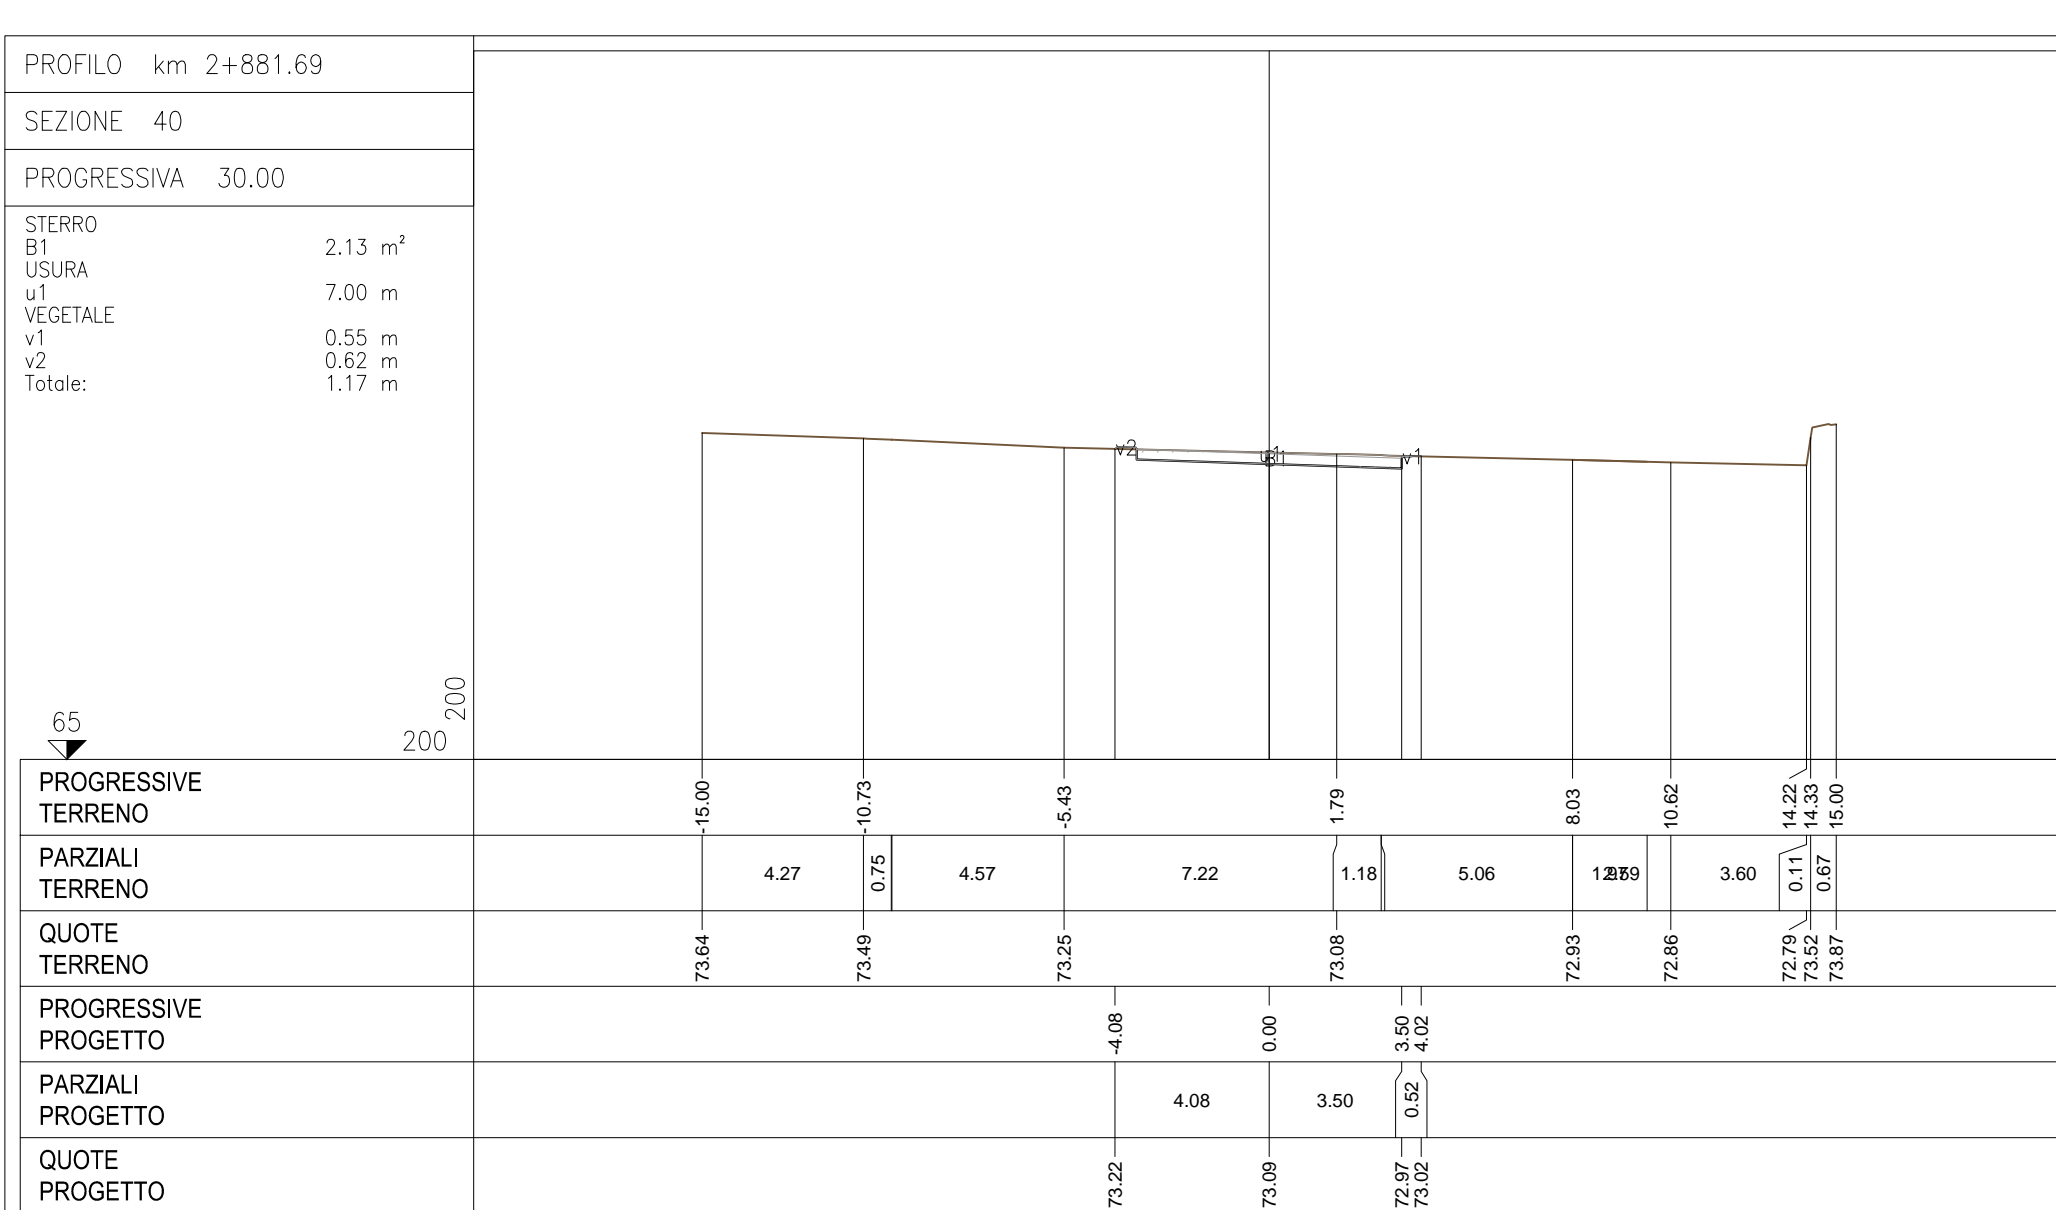 PROFILO km 2+881.69
SEZIONE 40
PROGRESSIVA 30.00
STERRO
B1 2.13 m²
USURA
u1 7.00 m
VEGETALE
v1 0.55 m
v2 0.62 m
Totale: 1.17 m
v2 u1 B1 v1
200
65
200
PROGRESSIVE
TERRENO
-15.00 -10.73 -5.43 1.79 8.03 10.62 14.22 14.33 15.00
PARZIALI
TERRENO
4.27 0.75 4.57 7.22 1.18 5.06 3.60 0.11 0.67
QUOTE
TERRENO
73.64 73.49 73.25 73.08 72.93 72.86 72.79 73.52 73.87
PROGRESSIVE
PROGETTO
-4.08 0.00 3.50 4.02
PARZIALI
PROGETTO
4.08 3.50 0.52
QUOTE
PROGETTO
73.22 73.09 72.97 73.02